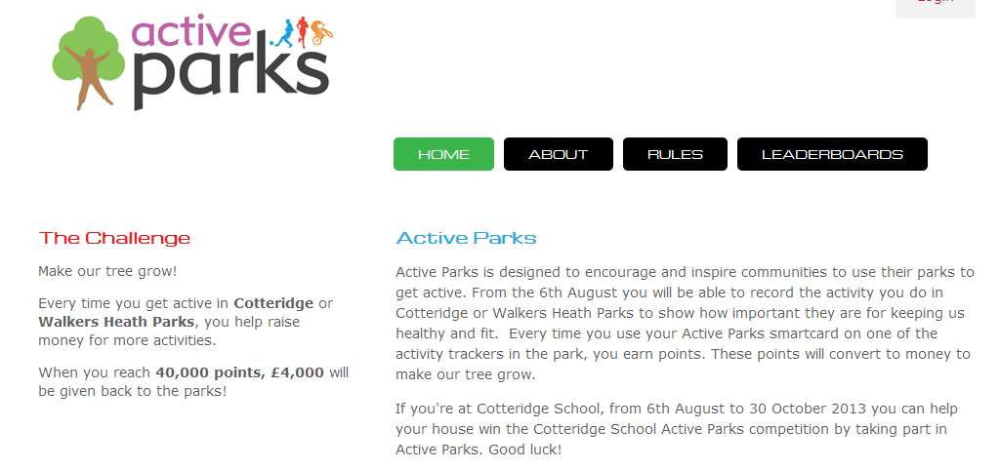 Login
active
parks
HOME ABOUT RULES LEADERBOARDS
The Challenge
Make our tree grow!
Every time you get active in Cotteridge or
Walkers Heath Parks, you help raise
money for more activities.
When you reach 40,000 points, £4,000 will
be given back to the parks!
Active Parks
Active Parks is designed to encourage and inspire communities to use their parks to
get active. From the 6th August you will be able to record the activity you do in
Cotteridge or Walkers Heath Parks to show how important they are for keeping us
healthy and fit.  Every time you use your Active Parks smartcard on one of the
activity trackers in the park, you earn points. These points will convert to money to
make our tree grow.
If you're at Cotteridge School, from 6th August to 30 October 2013 you can help
your house win the Cotteridge School Active Parks competition by taking part in
Active Parks. Good luck!